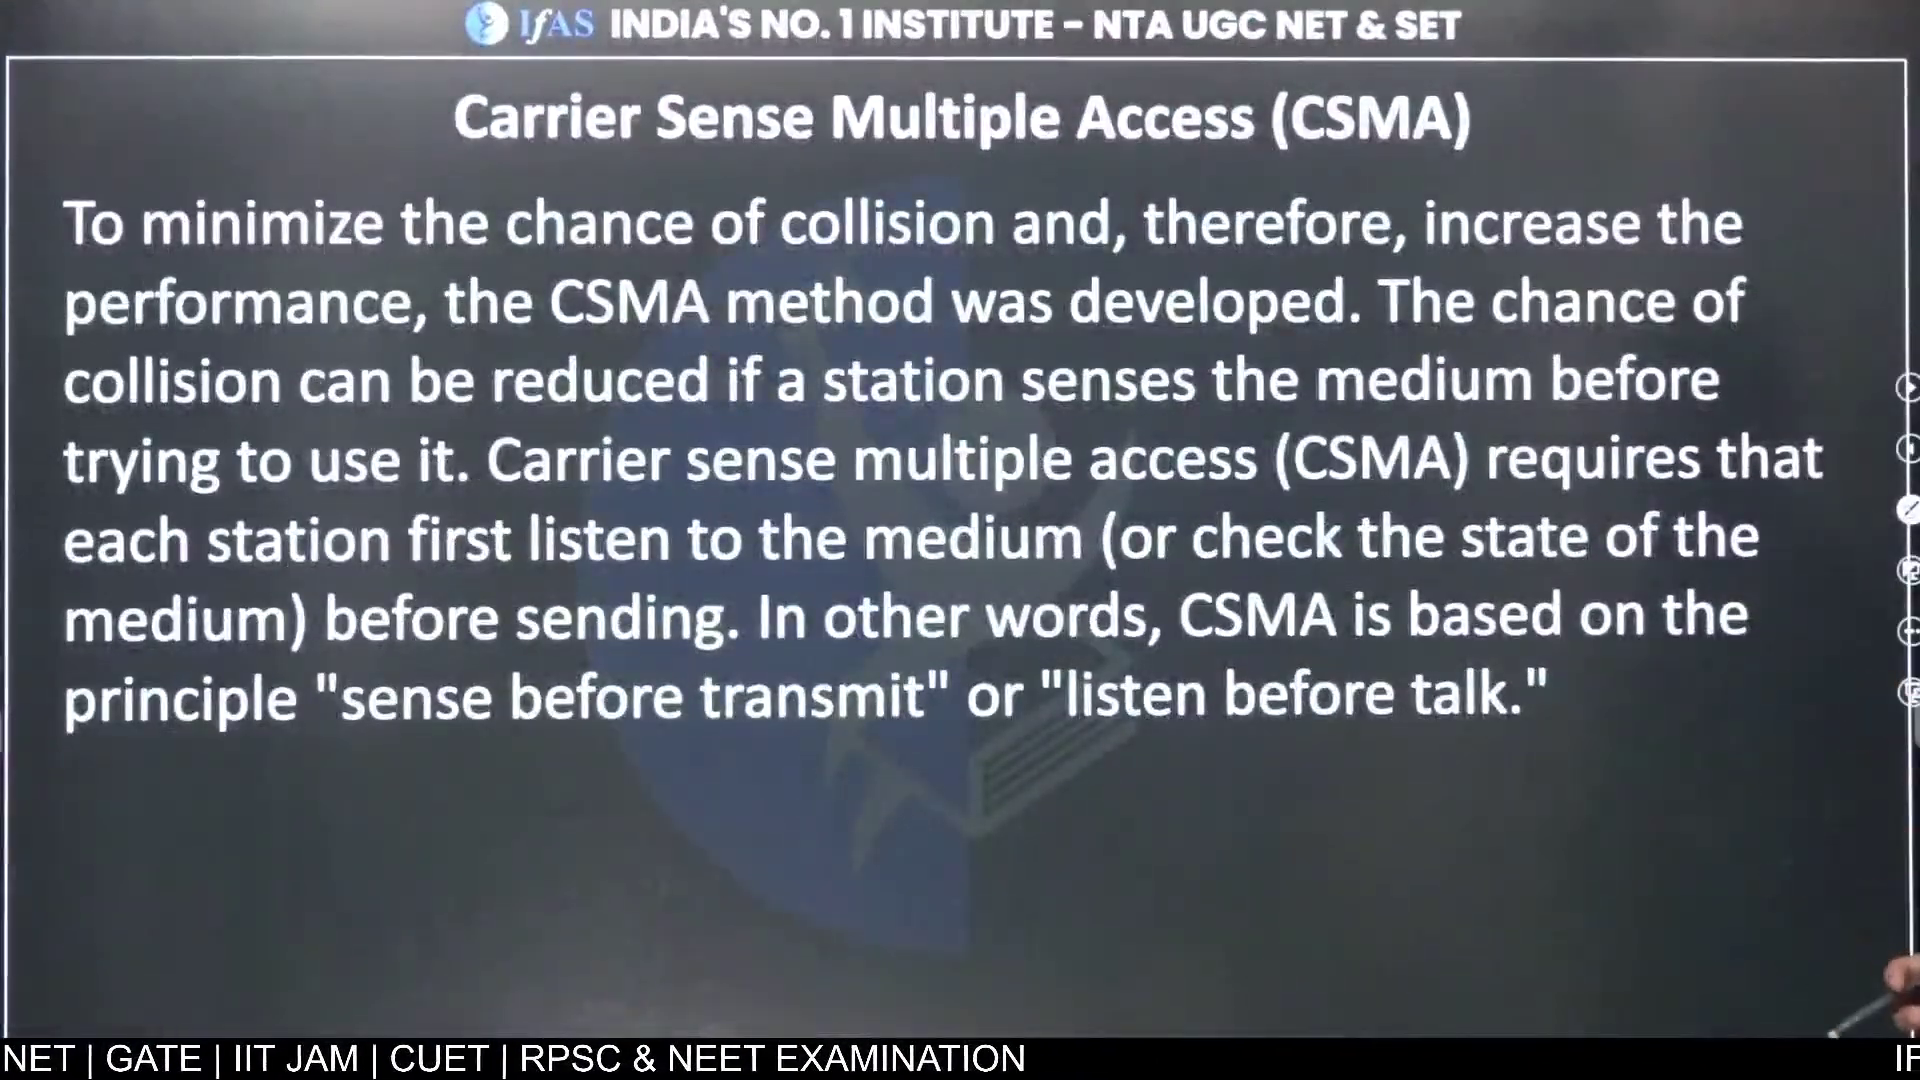 IfAS INDIA'S NO. 1 INSTITUTE – NTA UGC NET & SET
Carrier Sense Multiple Access (CSMA)
To minimize the chance of collision and, therefore, increase the
performance, the CSMA method was developed. The chance of
collision can be reduced if a station senses the medium before
trying to use it. Carrier sense multiple access (CSMA) requires that
each station first listen to the medium (or check the state of the
medium) before sending. In other words, CSMA is based on the
principle "sense before transmit" or "listen before talk."
NET | GATE | IIT JAM | CUET | RPSC & NEET EXAMINATION